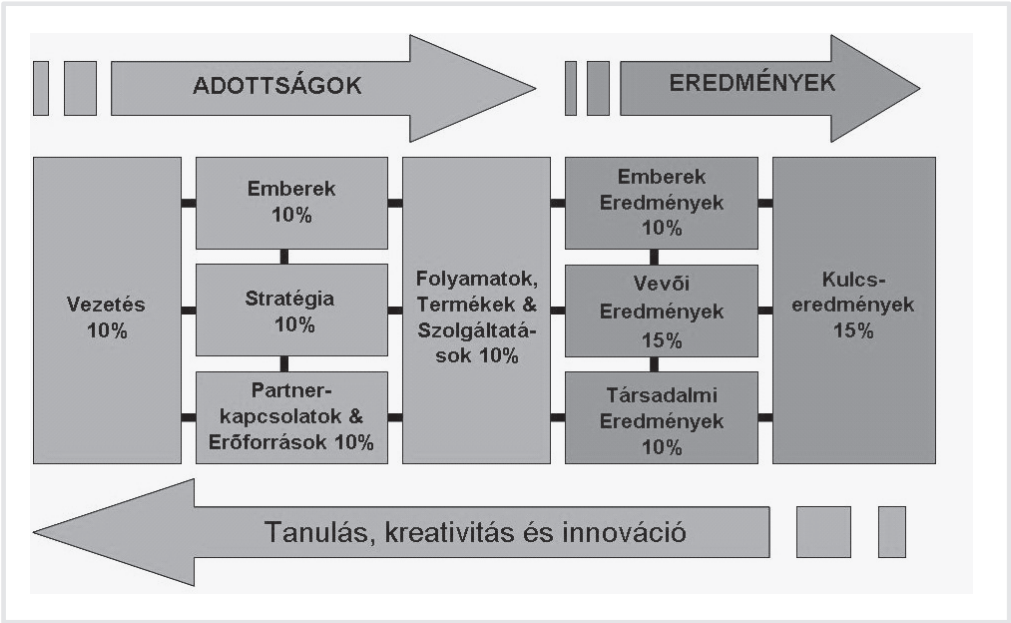 ADOTTSÁGOK
EREDMÉNYEK
Vezetés
10%
Emberek
10%
Stratégia
10%
Partner-
kapcsolatok &
Erőforrások 10%
Folyamatok,
Termékek &
Szolgáltatá-
sok 10%
Emberek
Eredmények
10%
Vevői
Eredmények
15%
Társadalmi
Eredmények
10%
Kulcs-
eredmények
15%
Tanulás, kreativitás és innováció